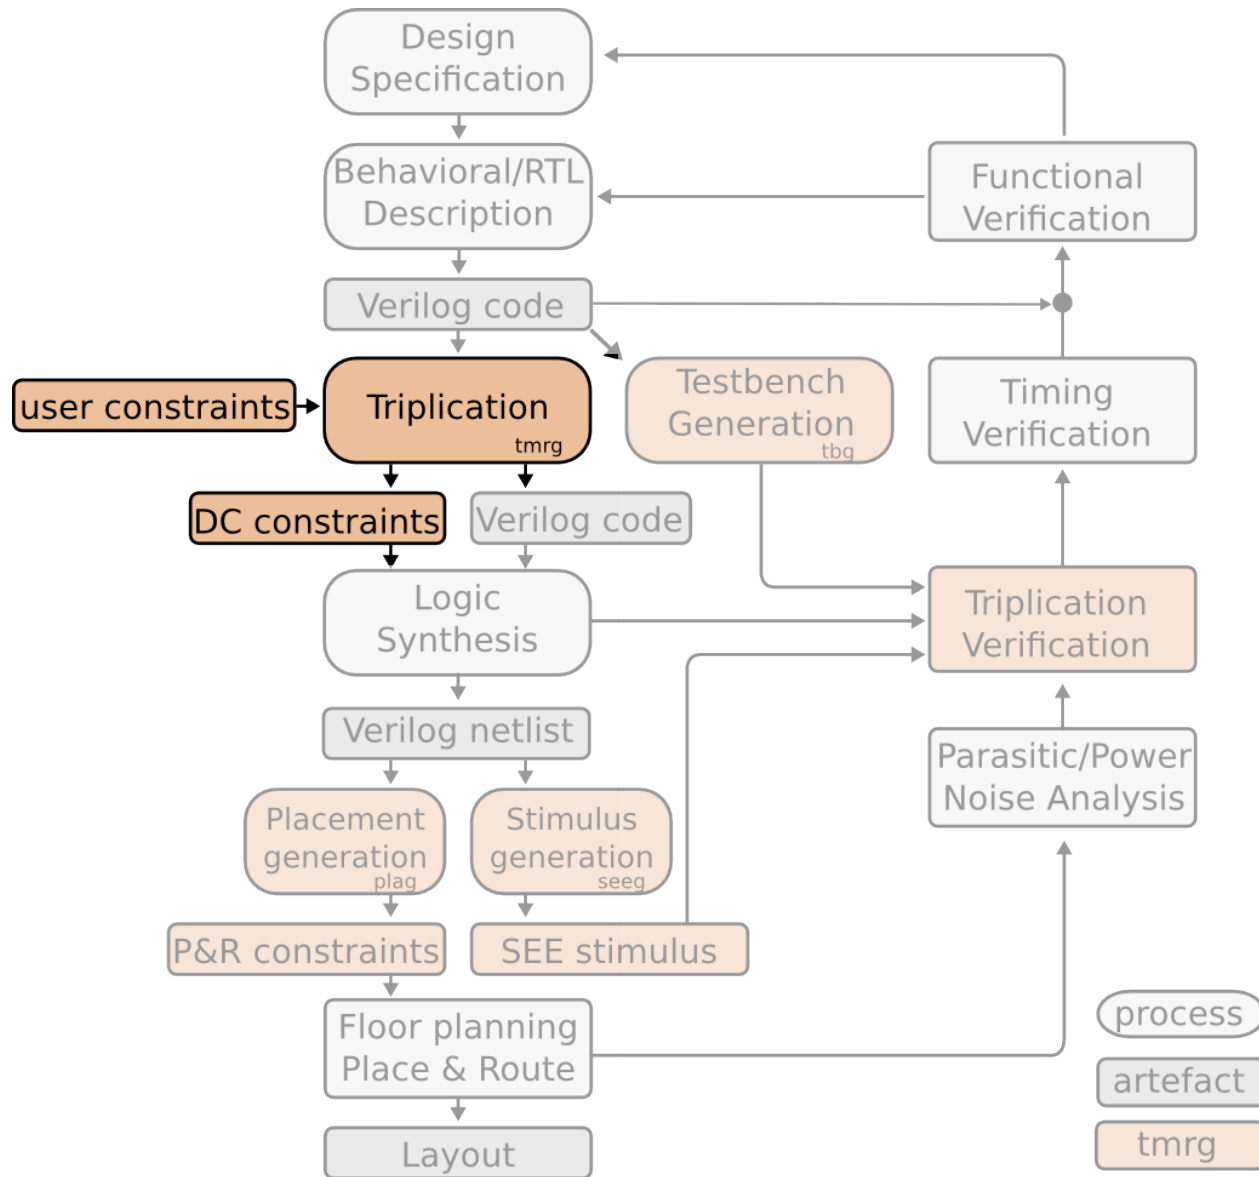 Design
Specification
Behavioral/RTL
Description
Functional
Verification
Verilog code
user constraints
Triplication
tmrg
Testbench
Generation
tbg
Timing
Verification
DC constraints
Verilog code
Logic
Synthesis
Triplication
Verification
Verilog netlist
Parasitic/Power
Noise Analysis
Placement
generation
plag
Stimulus
generation
seeg
P&R constraints
SEE stimulus
Floor planning
Place & Route
Layout
process
artefact
tmrg